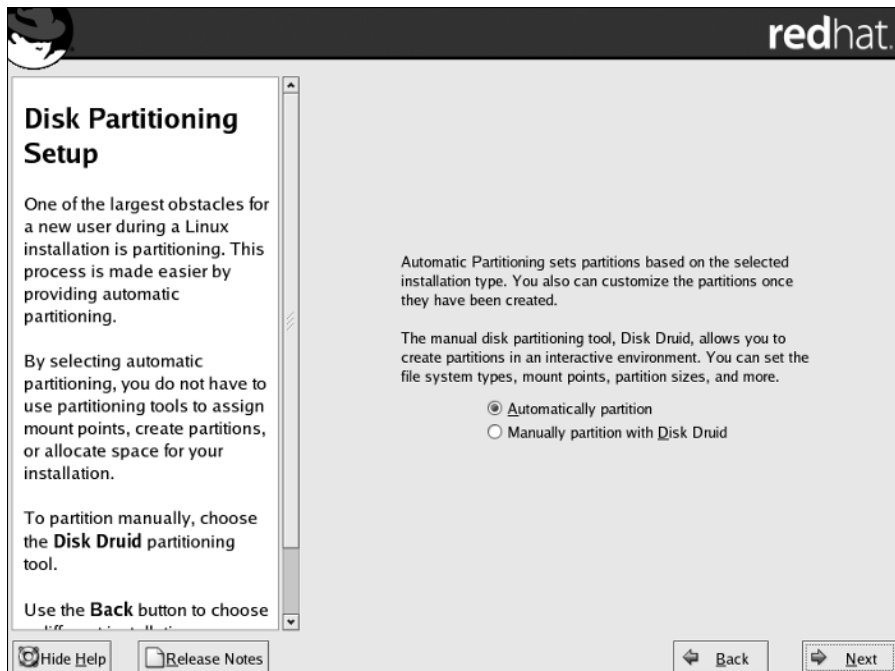 redhat.
Disk Partitioning
Setup
One of the largest obstacles for
a new user during a Linux
installation is partitioning. This
process is made easier by
providing automatic
partitioning.
By selecting automatic
partitioning, you do not have to
use partitioning tools to assign
mount points, create partitions,
or allocate space for your
installation.
To partition manually, choose
the Disk Druid partitioning
tool.
Use the Back button to choose
Automatic Partitioning sets partitions based on the selected
installation type. You also can customize the partitions once
they have been created.
The manual disk partitioning tool, Disk Druid, allows you to
create partitions in an interactive environment. You can set the
file system types, mount points, partition sizes, and more.
Automatically partition
Manually partition with Disk Druid
Hide Help
Release Notes
Back
Next